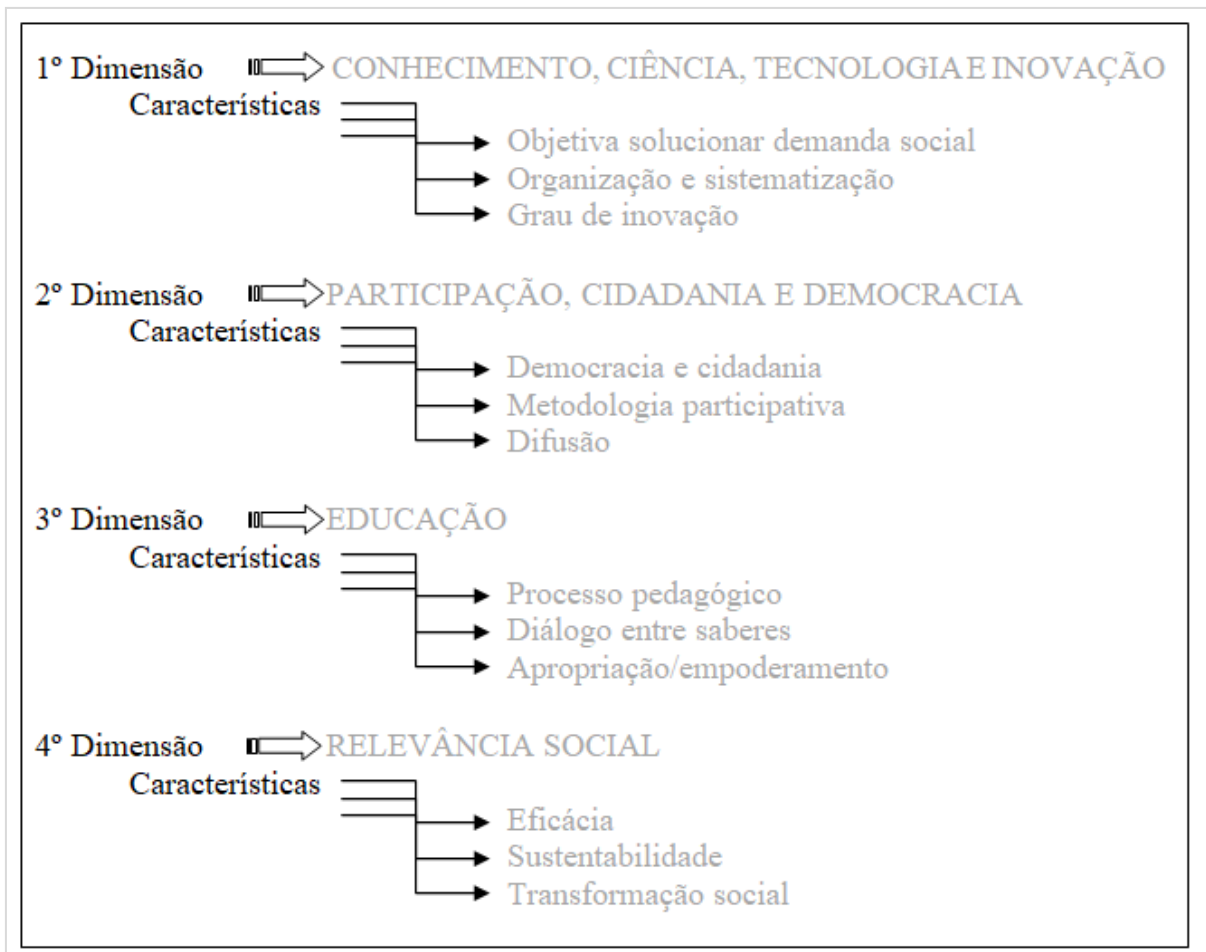 1º Dimensão CONHECIMENTO, CIÊNCIA, TECNOLOGIA E INOVAÇÃO
Características
Objetiva solucionar demanda social
Organização e sistematização
Grau de inovação
2º Dimensão PARTICIPAÇÃO, CIDADANIA E DEMOCRACIA
Características
Democracia e cidadania
Metodologia participativa
Difusão
3º Dimensão EDUCAÇÃO
Características
Processo pedagógico
Diálogo entre saberes
Apropriação/empoderamento
4º Dimensão RELEVÂNCIA SOCIAL
Características
Eficácia
Sustentabilidade
Transformação social